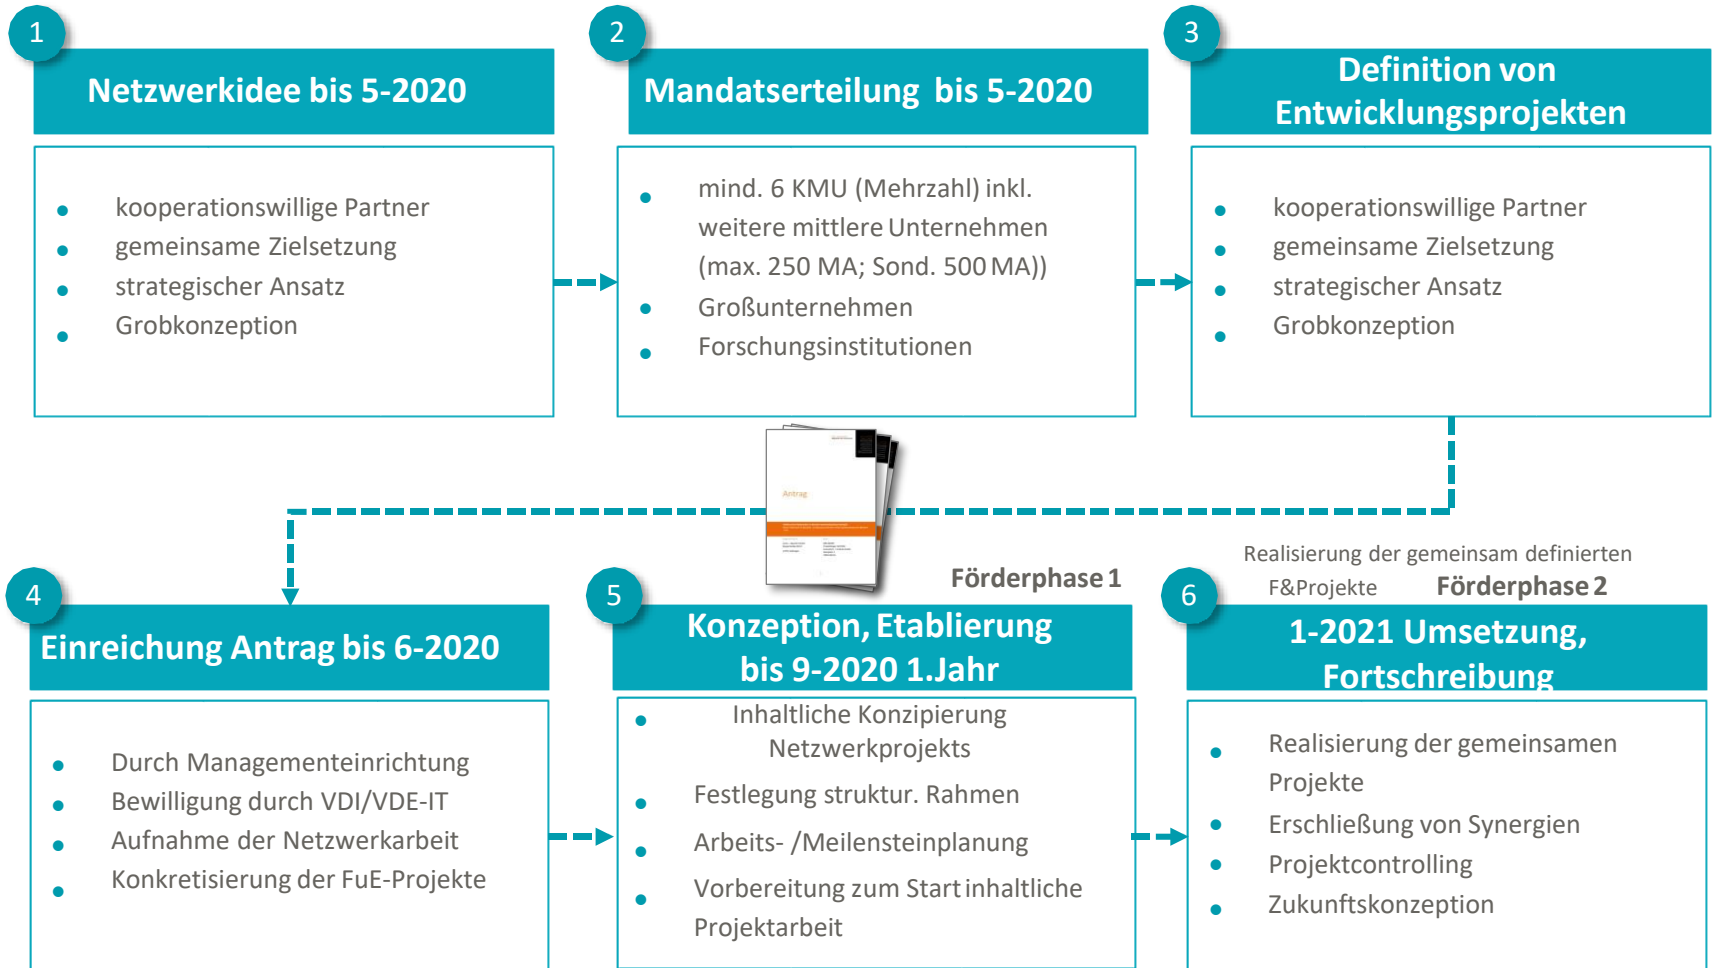 1
Netzwerkidee bis 5-2020
kooperationswillige Partner
gemeinsame Zielsetzung
strategischer Ansatz
Grobkonzeption
2
Mandatserteilung bis 5-2020
mind. 6 KMU (Mehrzahl) inkl.
weitere mittlere Unternehmen
(max. 250 MA; Sond. 500 MA))
Großunternehmen
Forschungsinstitutionen
3
Definition von
Entwicklungsprojekten
kooperationswillige Partner
gemeinsame Zielsetzung
strategischer Ansatz
Grobkonzeption
Antrag
4
Einreichung Antrag bis 6-2020
Durch Managementeinrichtung
Bewilligung durch VDI/VDE-IT
Aufnahme der Netzwerkarbeit
Konkretisierung der FuE-Projekte
Förderphase 1
5
Konzeption, Etablierung
bis 9-2020 1.Jahr
Inhaltliche Konzipierung
Netzwerkprojekts
Festlegung struktur. Rahmen
Arbeits- /Meilensteinplanung
Vorbereitung zum Start inhaltliche
Projektarbeit
Realisierung der gemeinsam definierten
F&Projekte Förderphase 2
6
1-2021 Umsetzung,
Fortschreibung
Realisierung der gemeinsamen
Projekte
Erschließung von Synergien
Projektcontrolling
Zukunftskonzeption